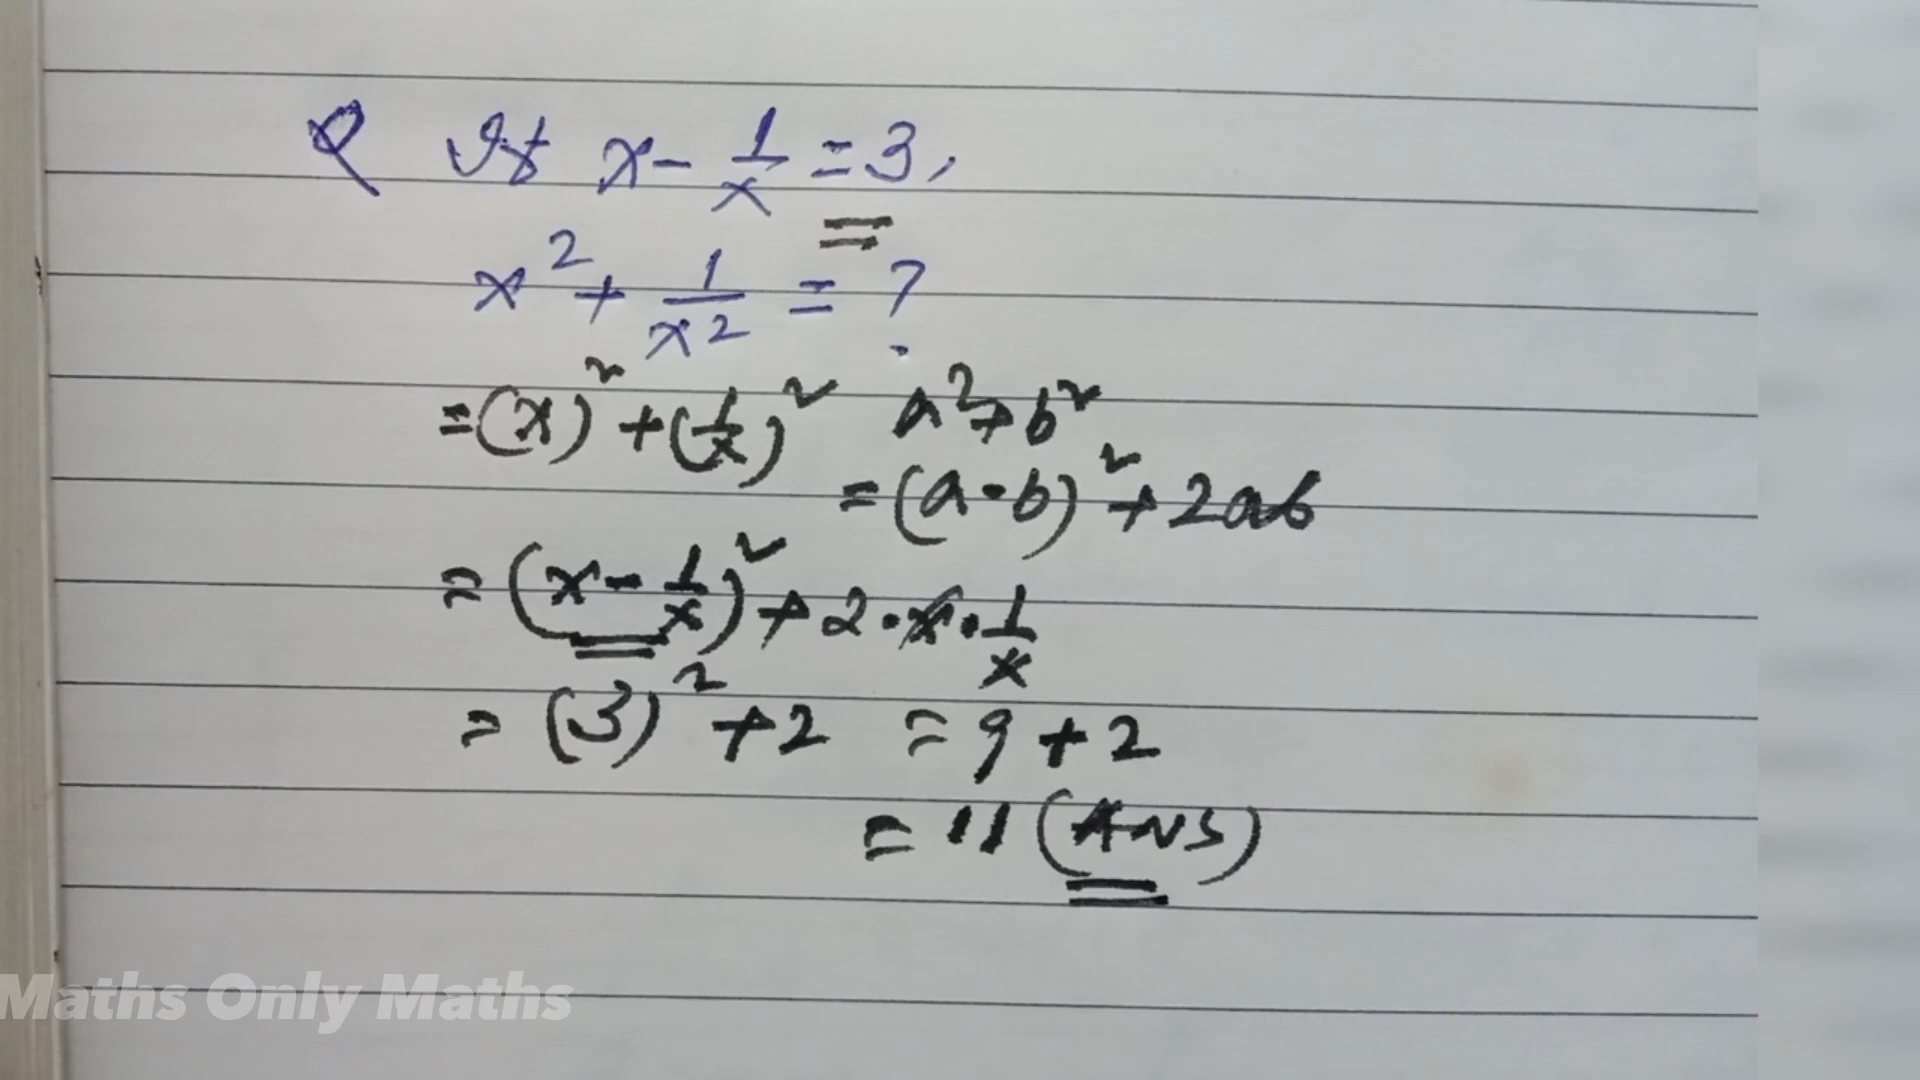 Q If x - 1/x = 3,
x² + 1/x² = ?
= (x)² + (1/x)² a² + b²
= (a - b)² + 2ab
= (x - 1/x)² + 2 · x · 1/x
= (3)² + 2 = 9 + 2
= 11 (ANS)
Maths Only Maths